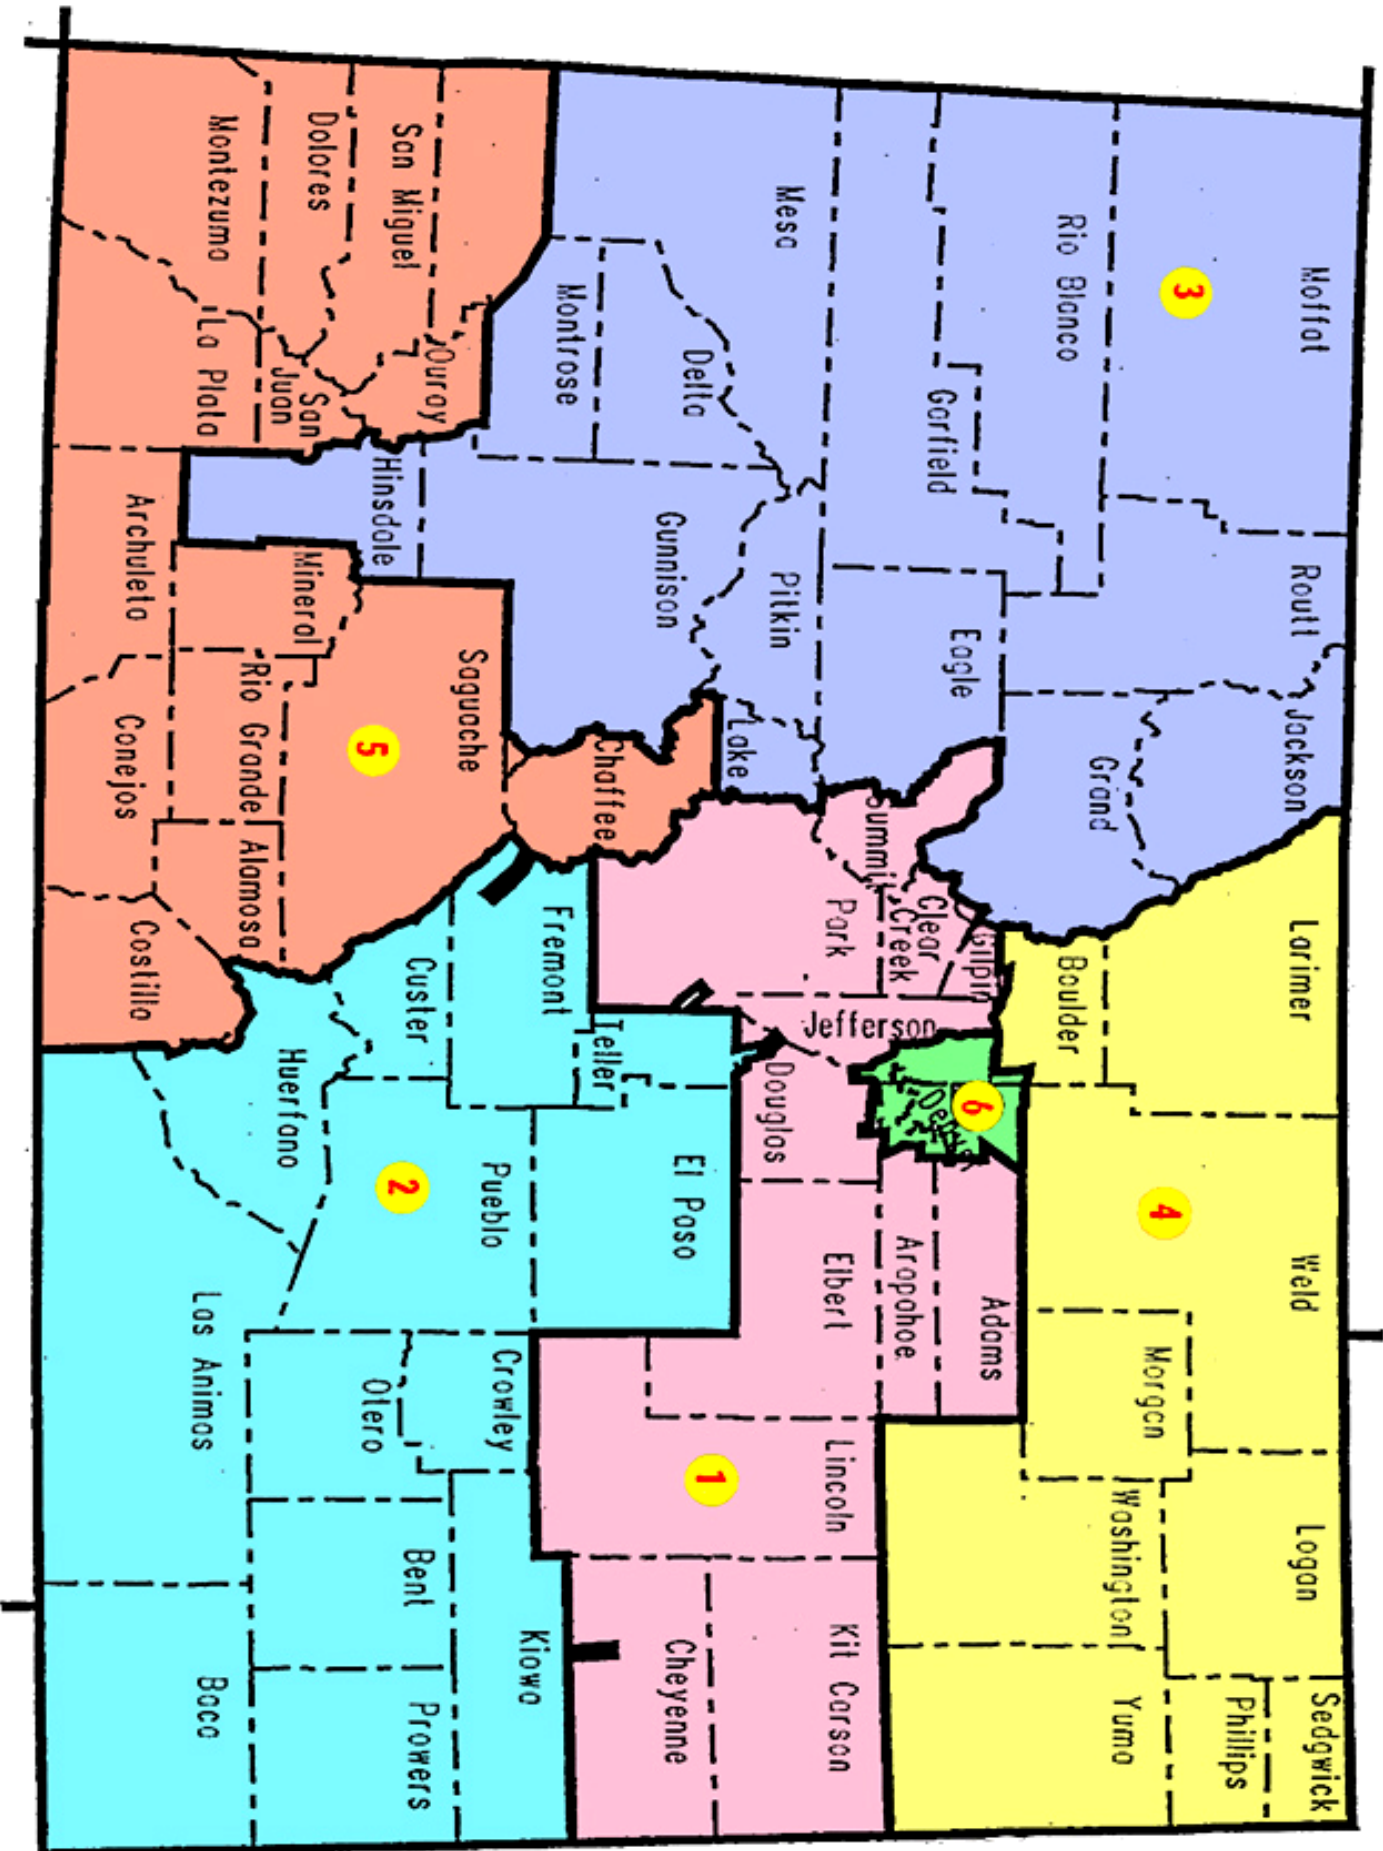 Moffat
Routt
Jackson
Larimer
Weld
Logan
Sedgwick
Phillips
3
Rio Blanco
Grand
Boulder
4
Morgan
Washington
Yuma
Garfield
Eagle
Summit
Clear
Creek
Gilpin
Jefferson
6
Denver
Adams
Arapahoe
Mesa
Delta
Pitkin
Lake
Park
Douglas
Elbert
Lincoln
Kit Carson
1
Cheyenne
Montrose
Gunnison
Chaffee
Fremont
Teller
El Paso
San Miguel
Ouray
Hinsdale
Saguache
Custer
Pueblo
Crowley
Kiowa
5
2
Otero
Bent
Prowers
Dolores
San
Juan
Mineral
Rio Grande
Alamosa
Huerfano
Montezuma
La Plata
Archuleta
Conejos
Costillo
Las Animas
Baca